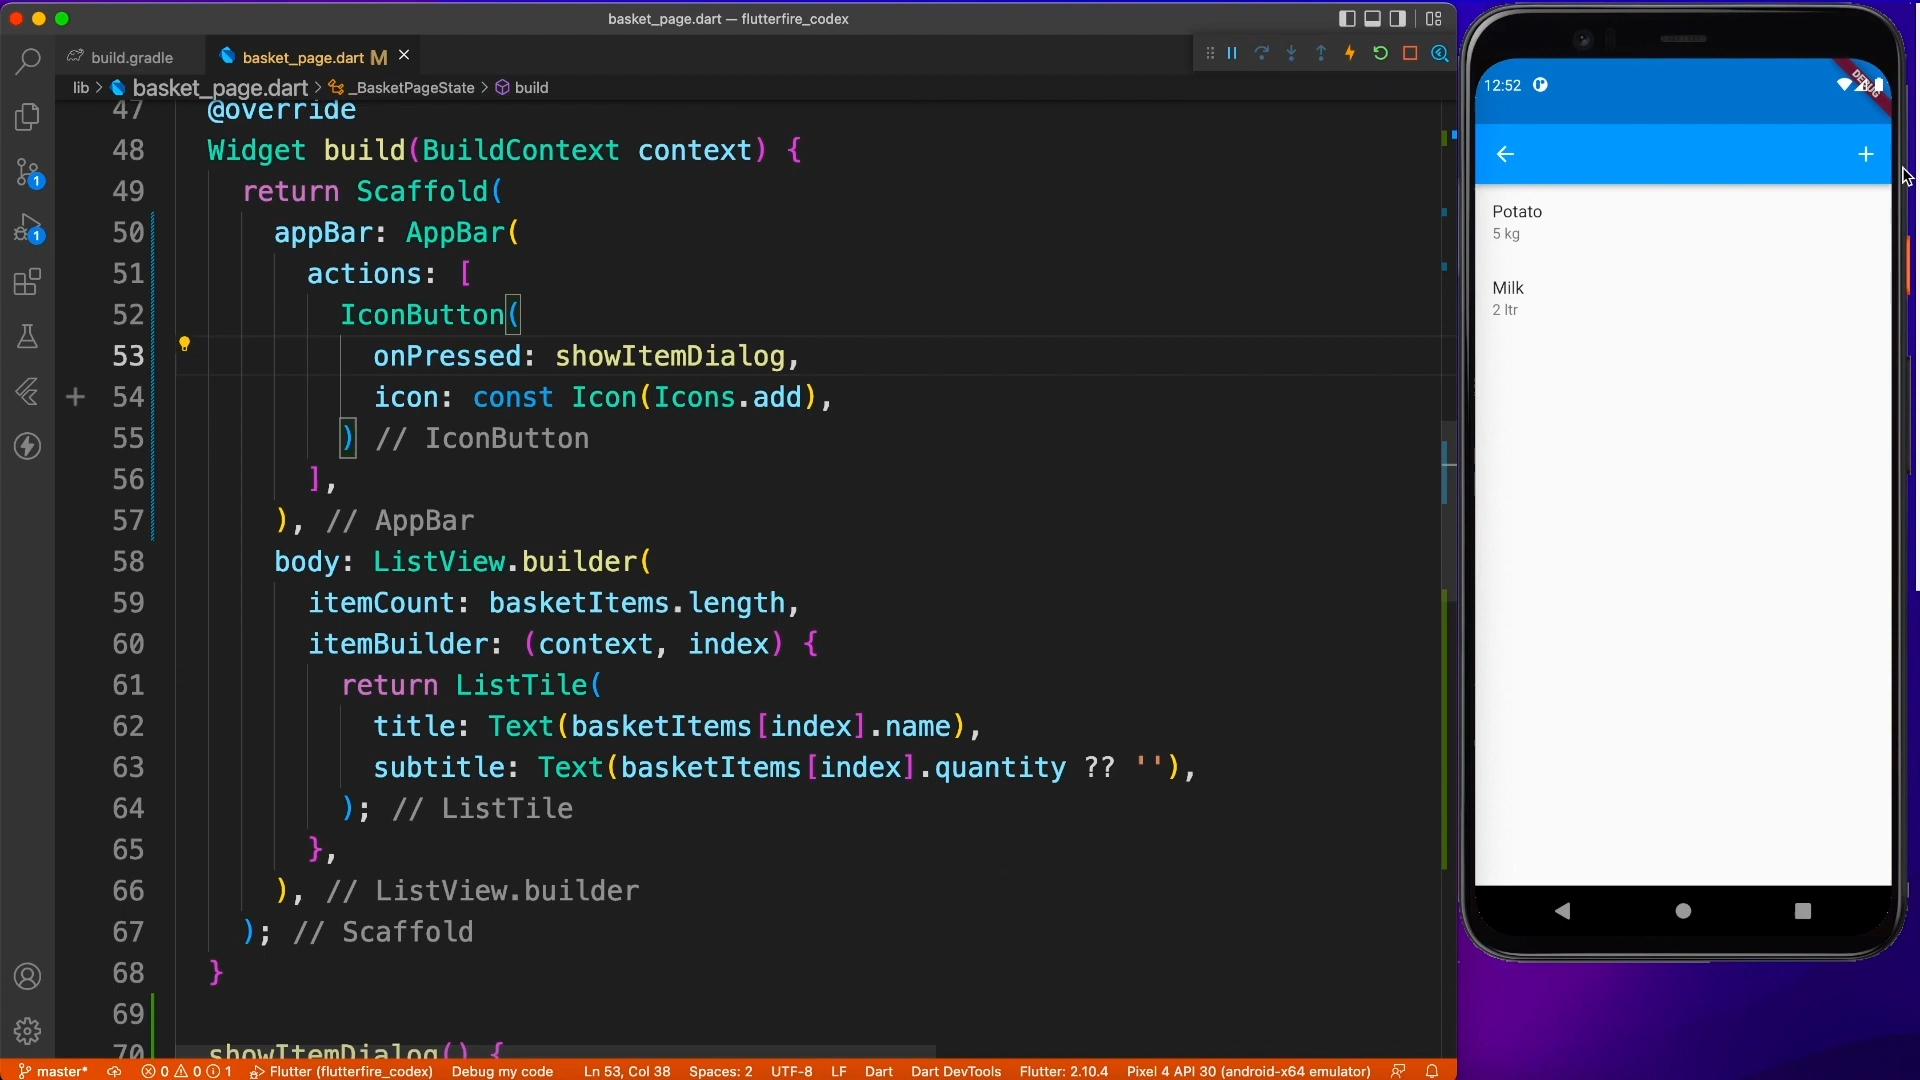 basket_page.dart — flutterfire_codex
build.gradle
basket_page.dart M
lib > basket_page.dart > _BasketPageState > build
47 @override
48 Widget build(BuildContext context) {
49 return Scaffold(
50 appBar: AppBar(
51 actions: [
52 IconButton(
53 onPressed: showItemDialog,
54 icon: const Icon(Icons.add),
55 ) // IconButton
56 ],
57 ), // AppBar
58 body: ListView.builder(
59 itemCount: basketItems.length,
60 itemBuilder: (context, index) {
61 return ListTile(
62 title: Text(basketItems[index].name),
63 subtitle: Text(basketItems[index].quantity ?? ''),
64 ); // ListTile
65 },
66 ), // ListView.builder
67 ); // Scaffold
68 }
69
70 showItemDialog() {
1
1
master* 0 0 1 Flutter (flutterfire_codex) Debug my code Ln 53, Col 38 Spaces: 2 UTF-8 LF Dart Dart DevTools Flutter: 2.10.4 Pixel 4 API 30 (android-x64 emulator)
12:52
DEBUG
Potato
5 kg
Milk
2 ltr